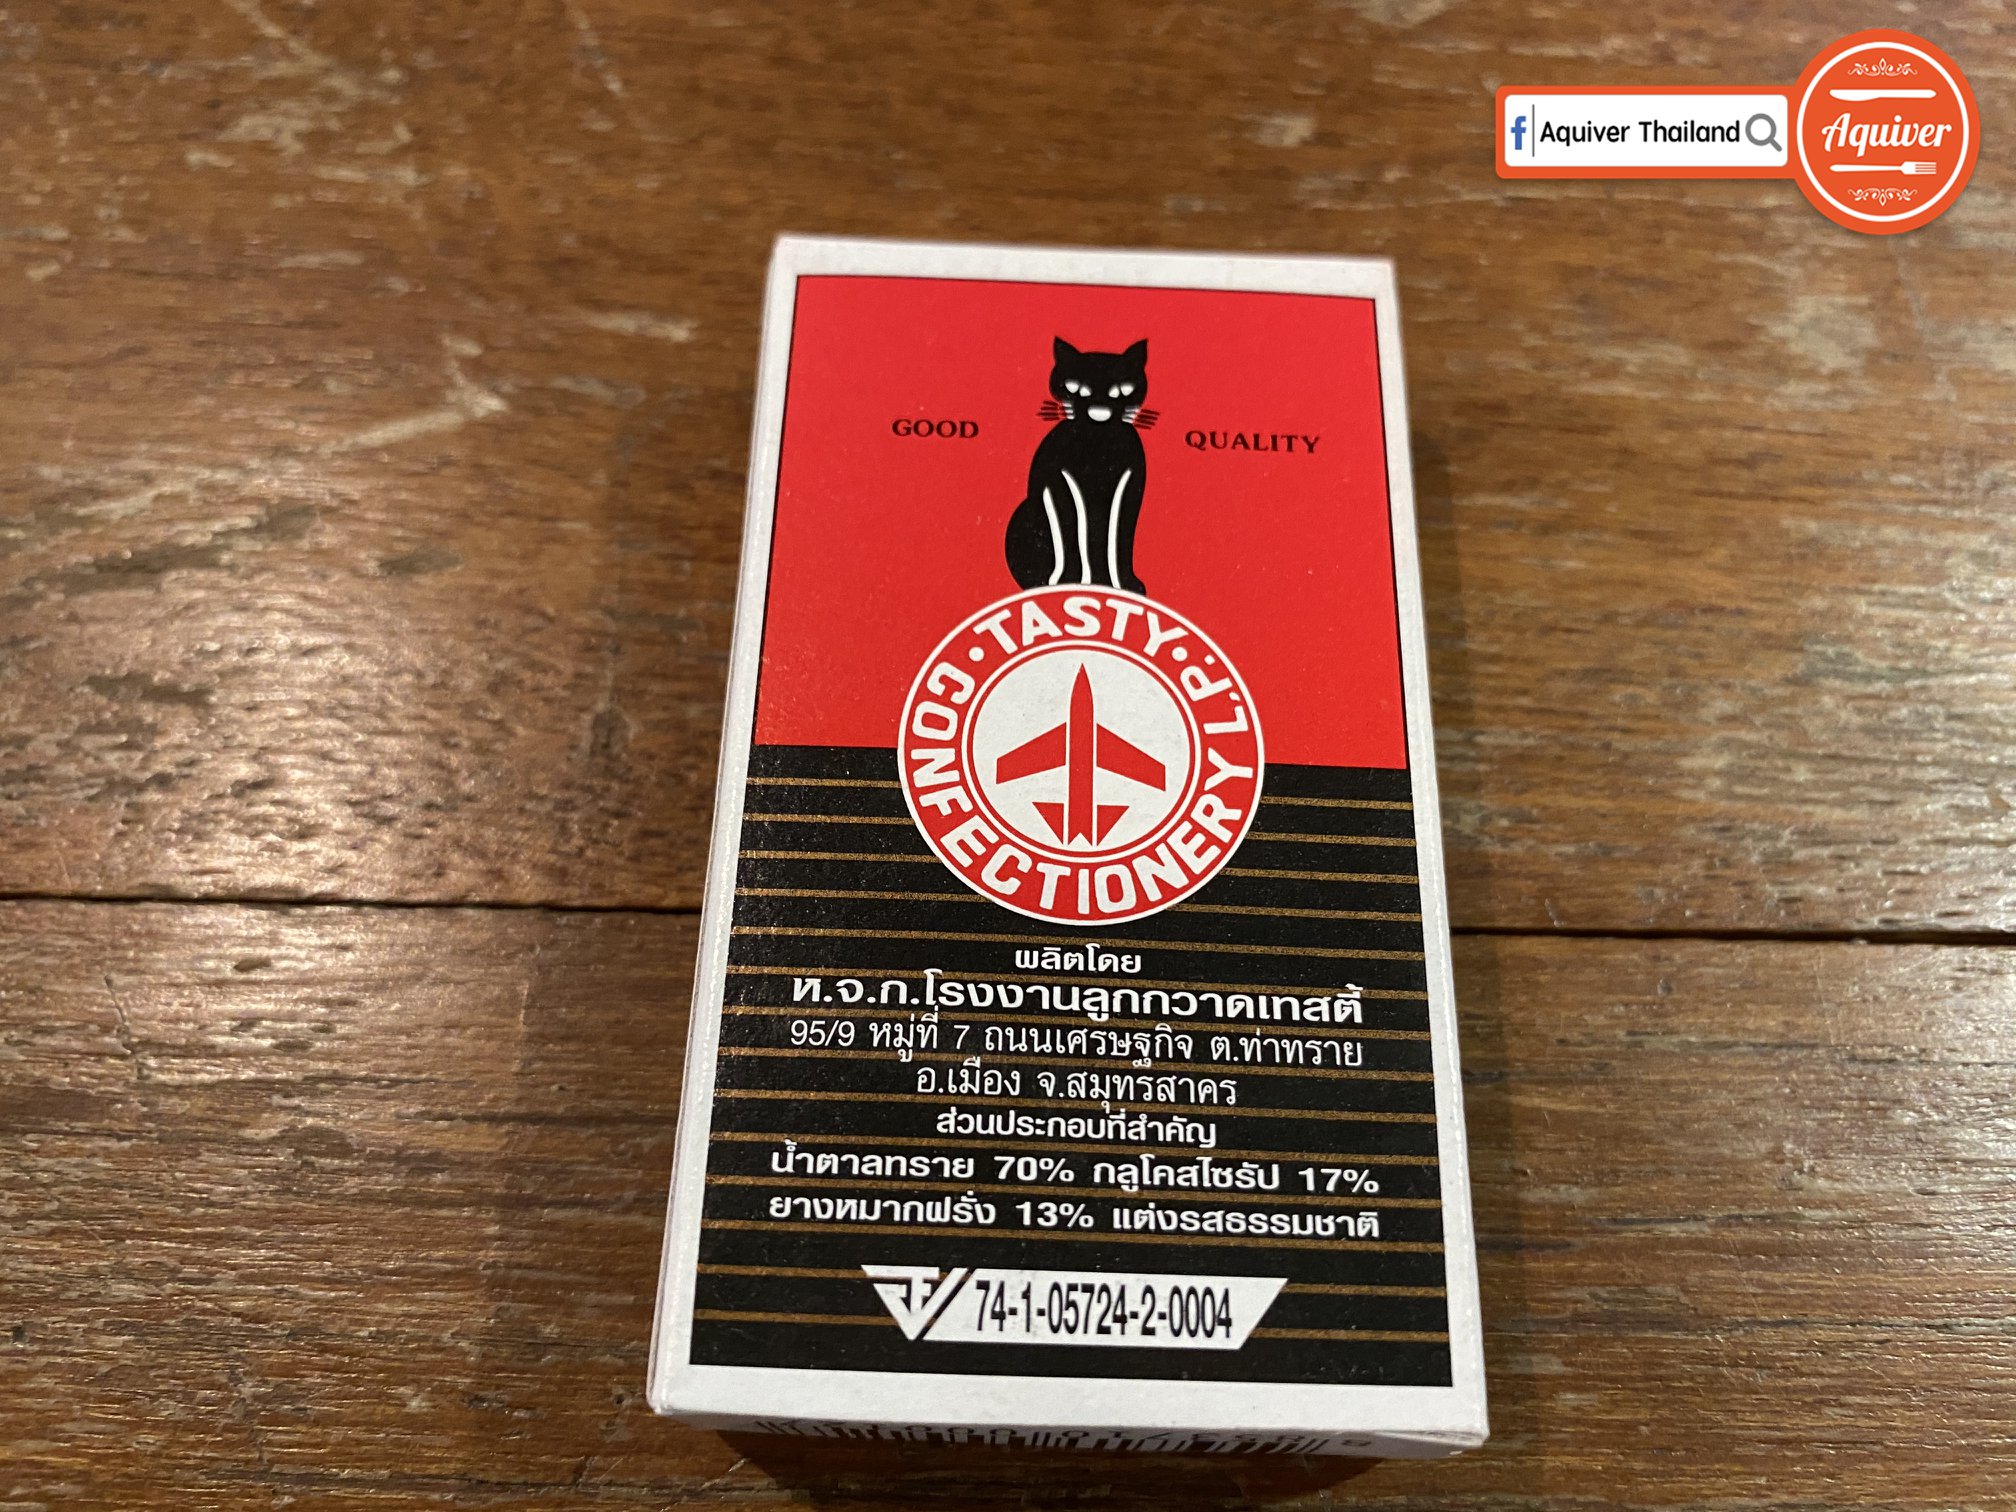 f Aquiver Thailand
Aquiver
GOOD QUALITY
• TASTY •
CONFECTIONERY L.P.
ผลิตโดย
ห.จ.ก.โรงงานลูกกวาดเทสตี้
95/9 หมู่ที่ 7 ถนนเศรษฐกิจ ต.ท่าทราย
อ.เมือง จ.สมุทรสาคร
ส่วนประกอบที่สำคัญ
น้ำตาลทราย 70% กลูโคสไซรัป 17%
ยางหมากฝรั่ง 13% แต่งรสธรรมชาติ
74-1-05724-2-0004